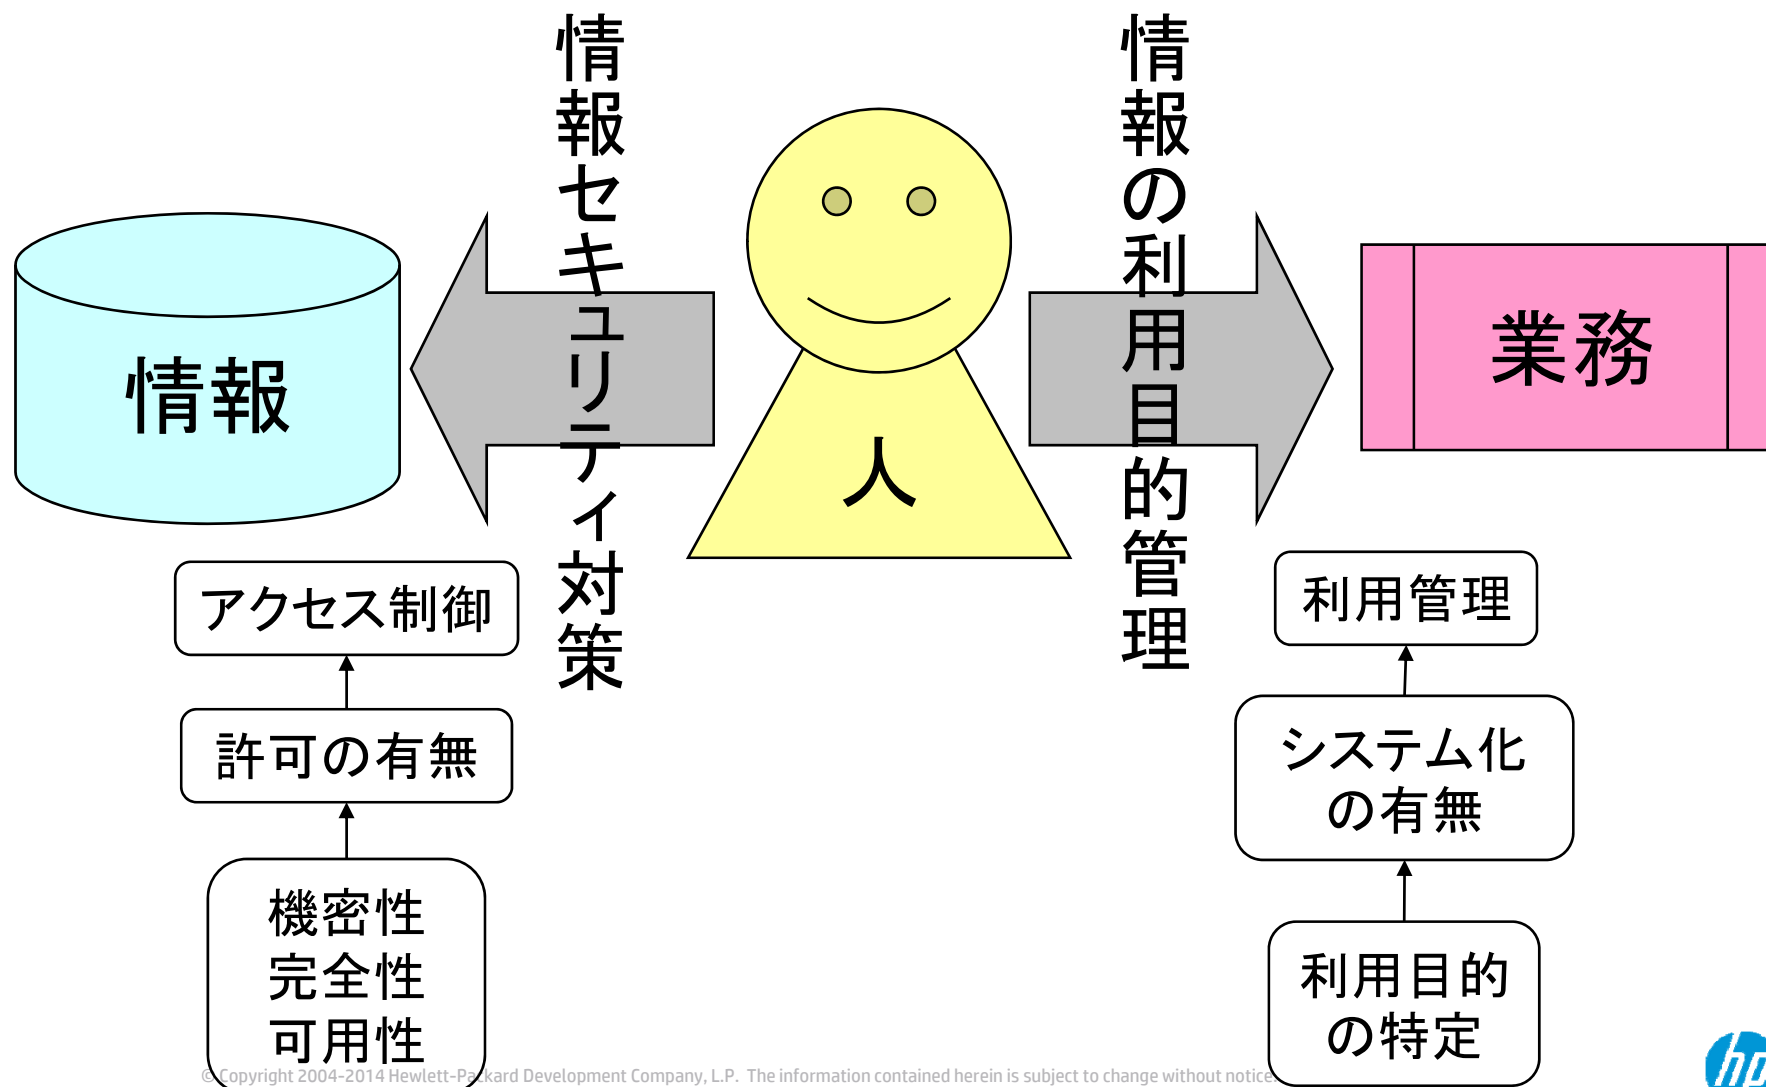 情報セキュリティ対策
情報の利用目的管理
情報
人
業務
アクセス制御
許可の有無
機密性
完全性
可用性
利用管理
システム化
の有無
利用目的
の特定
© Copyright 2004-2014 Hewlett-Packard Development Company, L.P. The information contained herein is subject to change without notice.
hp